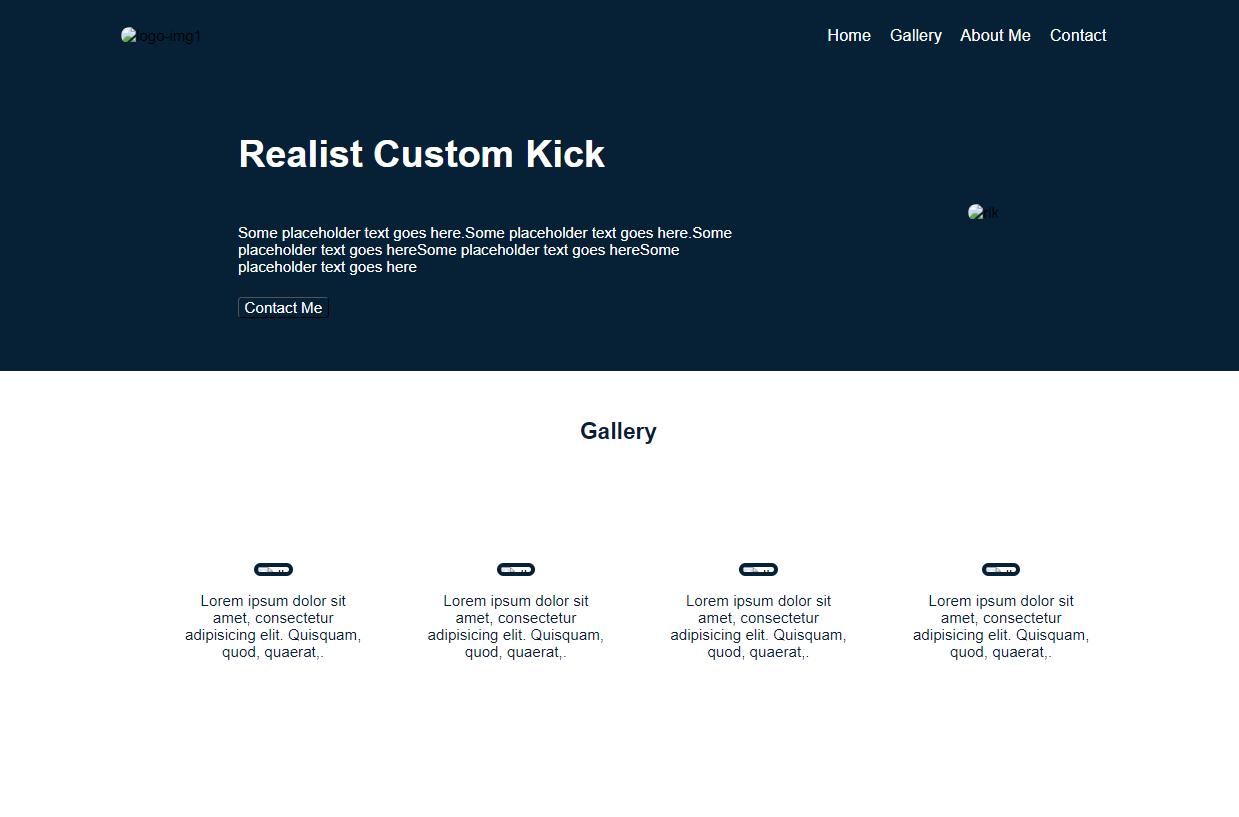 logo-img1 Home Gallery About Me Contact
Realist Custom Kick
Some placeholder text goes here.Some placeholder text goes here.Some
placeholder text goes hereSome placeholder text goes hereSome
placeholder text goes here
Contact Me
Gallery
Lorem ipsum dolor sit Lorem ipsum dolor sit Lorem ipsum dolor sit Lorem ipsum dolor sit
amet, consectetur amet, consectetur amet, consectetur amet, consectetur
adipisicing elit. Quisquam, adipisicing elit. Quisquam, adipisicing elit. Quisquam, adipisicing elit. Quisquam,
quod, quaerat,. quod, quaerat,. quod, quaerat,. quod, quaerat,.